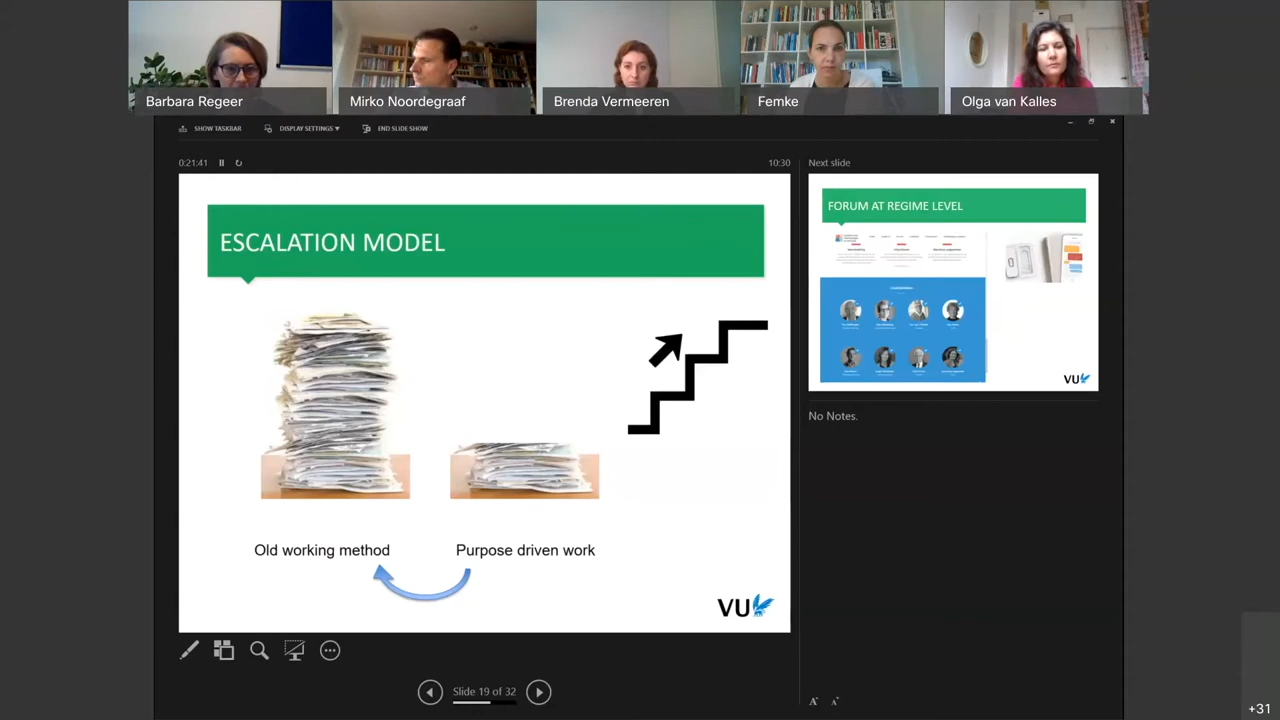 Barbara Regeer
Mirko Noordegraaf
Brenda Vermeeren
Femke
Olga van Kalles
SHOW TASKBAR
DISPLAY SETTINGS ▼
END SLIDE SHOW
0:21:41
10:30
Next slide
ESCALATION MODEL
Old working method
Purpose driven work
VU
FORUM AT REGIME LEVEL
VU
No Notes.
Slide 19 of 32
A
A
+31